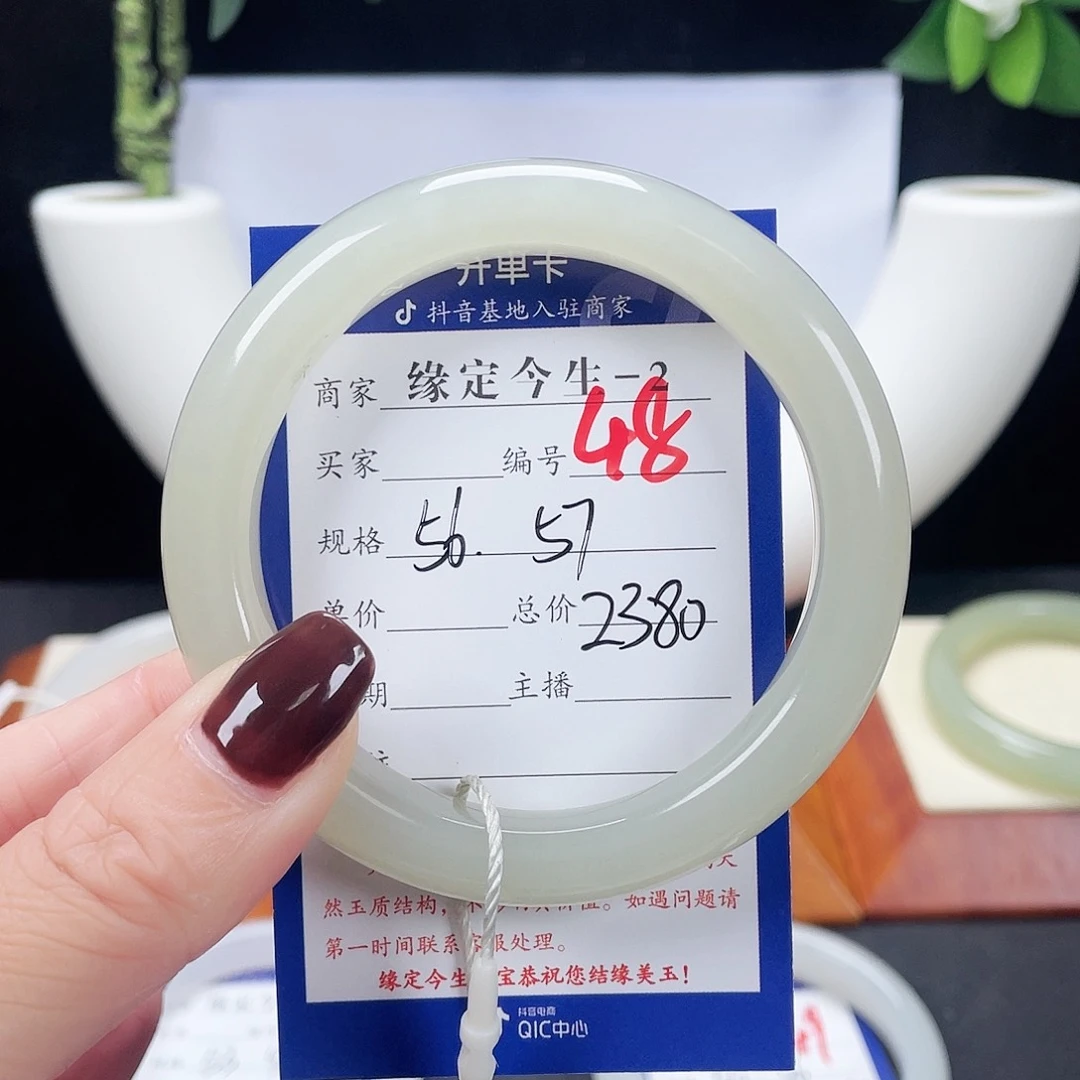 开单卡
抖音基地入驻商家
商家 缘定今生-2
买家 编号 48
规格 56. 57
单价 总价 2380
期 主播
然玉质结构， 如遇问题请
第一时间联系客服处理。
缘定今生 宝恭祝您结缘美玉！
抖音电商
QIC中心